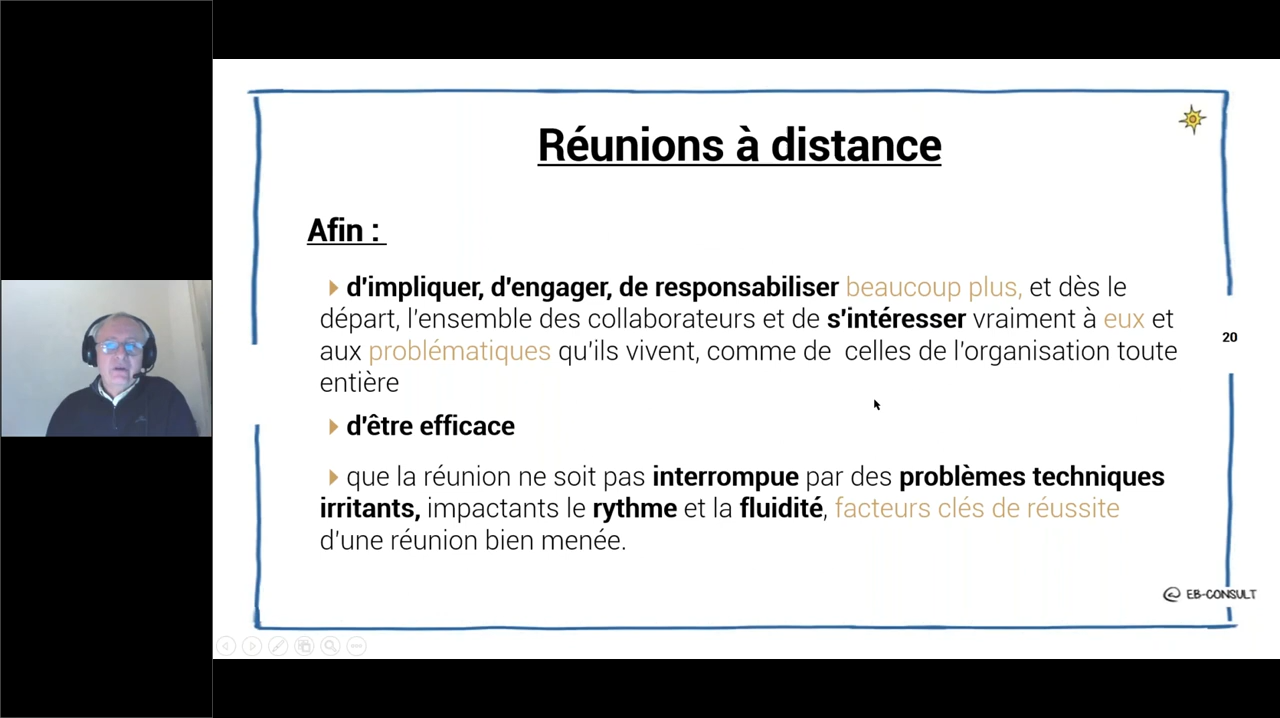 Réunions à distance
Afin :
d'impliquer, d'engager, de responsabiliser beaucoup plus, et dès le
départ, l'ensemble des collaborateurs et de s'intéresser vraiment à eux et
aux problématiques qu'ils vivent, comme de celles de l'organisation toute
entière
20
d'être efficace
que la réunion ne soit pas interrompue par des problèmes techniques
irritants, impactants le rythme et la fluidité, facteurs clés de réussite
d'une réunion bien menée.
@ EB-CONSULT